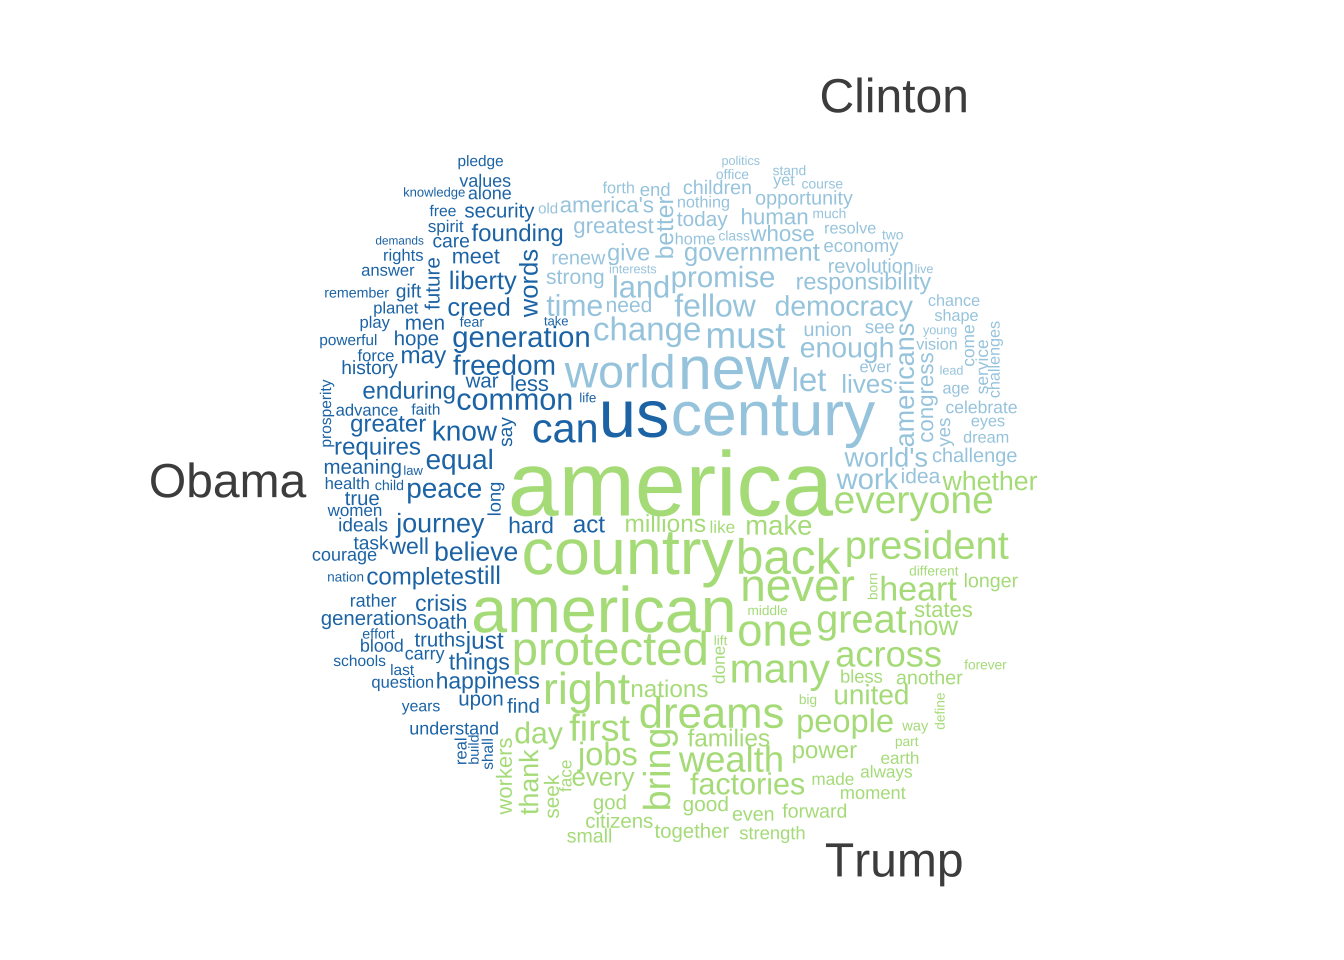 Clinton
pledge
politics
values
office
stand
knowledge
alone
forth
end
children
yet
course
free
security
old
america's
nothing
opportunity
spirit
founding
greatest
better
today
human
much
demands
care
home
class
whose
resolve
two
rights
meet
words
renew
give
government
economy
answer
future
liberty
strong
interests
promise
revolution
live
remember
gift
creed
land
responsibility
planet
time
need
fellow
democracy
chance
play
men
fear
take
change
must
union
see
shape
powerful
hope
generation
enough
americans
young
come
challenges
force
may
freedom
world
new
let
lives
ever
congress
vision
service
history
war
less
lead
prosperity
enduring
common
life
us
century
age
advance
faith
can
celebrate
greater
know
say
yes
eyes
requires
dream
meaning
law
equal
america
world's
challenge
Obama
health
child
peace
long
work
idea
whether
true
everyone
women
ideals
journey
hard
act
millions
like
make
task
well
believe
country
back
president
courage
nation
complete
still
never
born
different
heart
longer
rather
crisis
american
middle
states
generations
oath
one
great
now
effort
truths
just
protected
lift
blood
carry
things
done
many
across
schools
last
forever
question
happiness
right
nations
bless
another
years
upon
find
dreams
big
united
understand
day
first
people
way
define
real
build
shall
jobs
bring
families
power
part
workers
thank
wealth
earth
seek
face
every
factories
made
always
god
good
moment
citizens
even
forward
small
together
strength
Trump